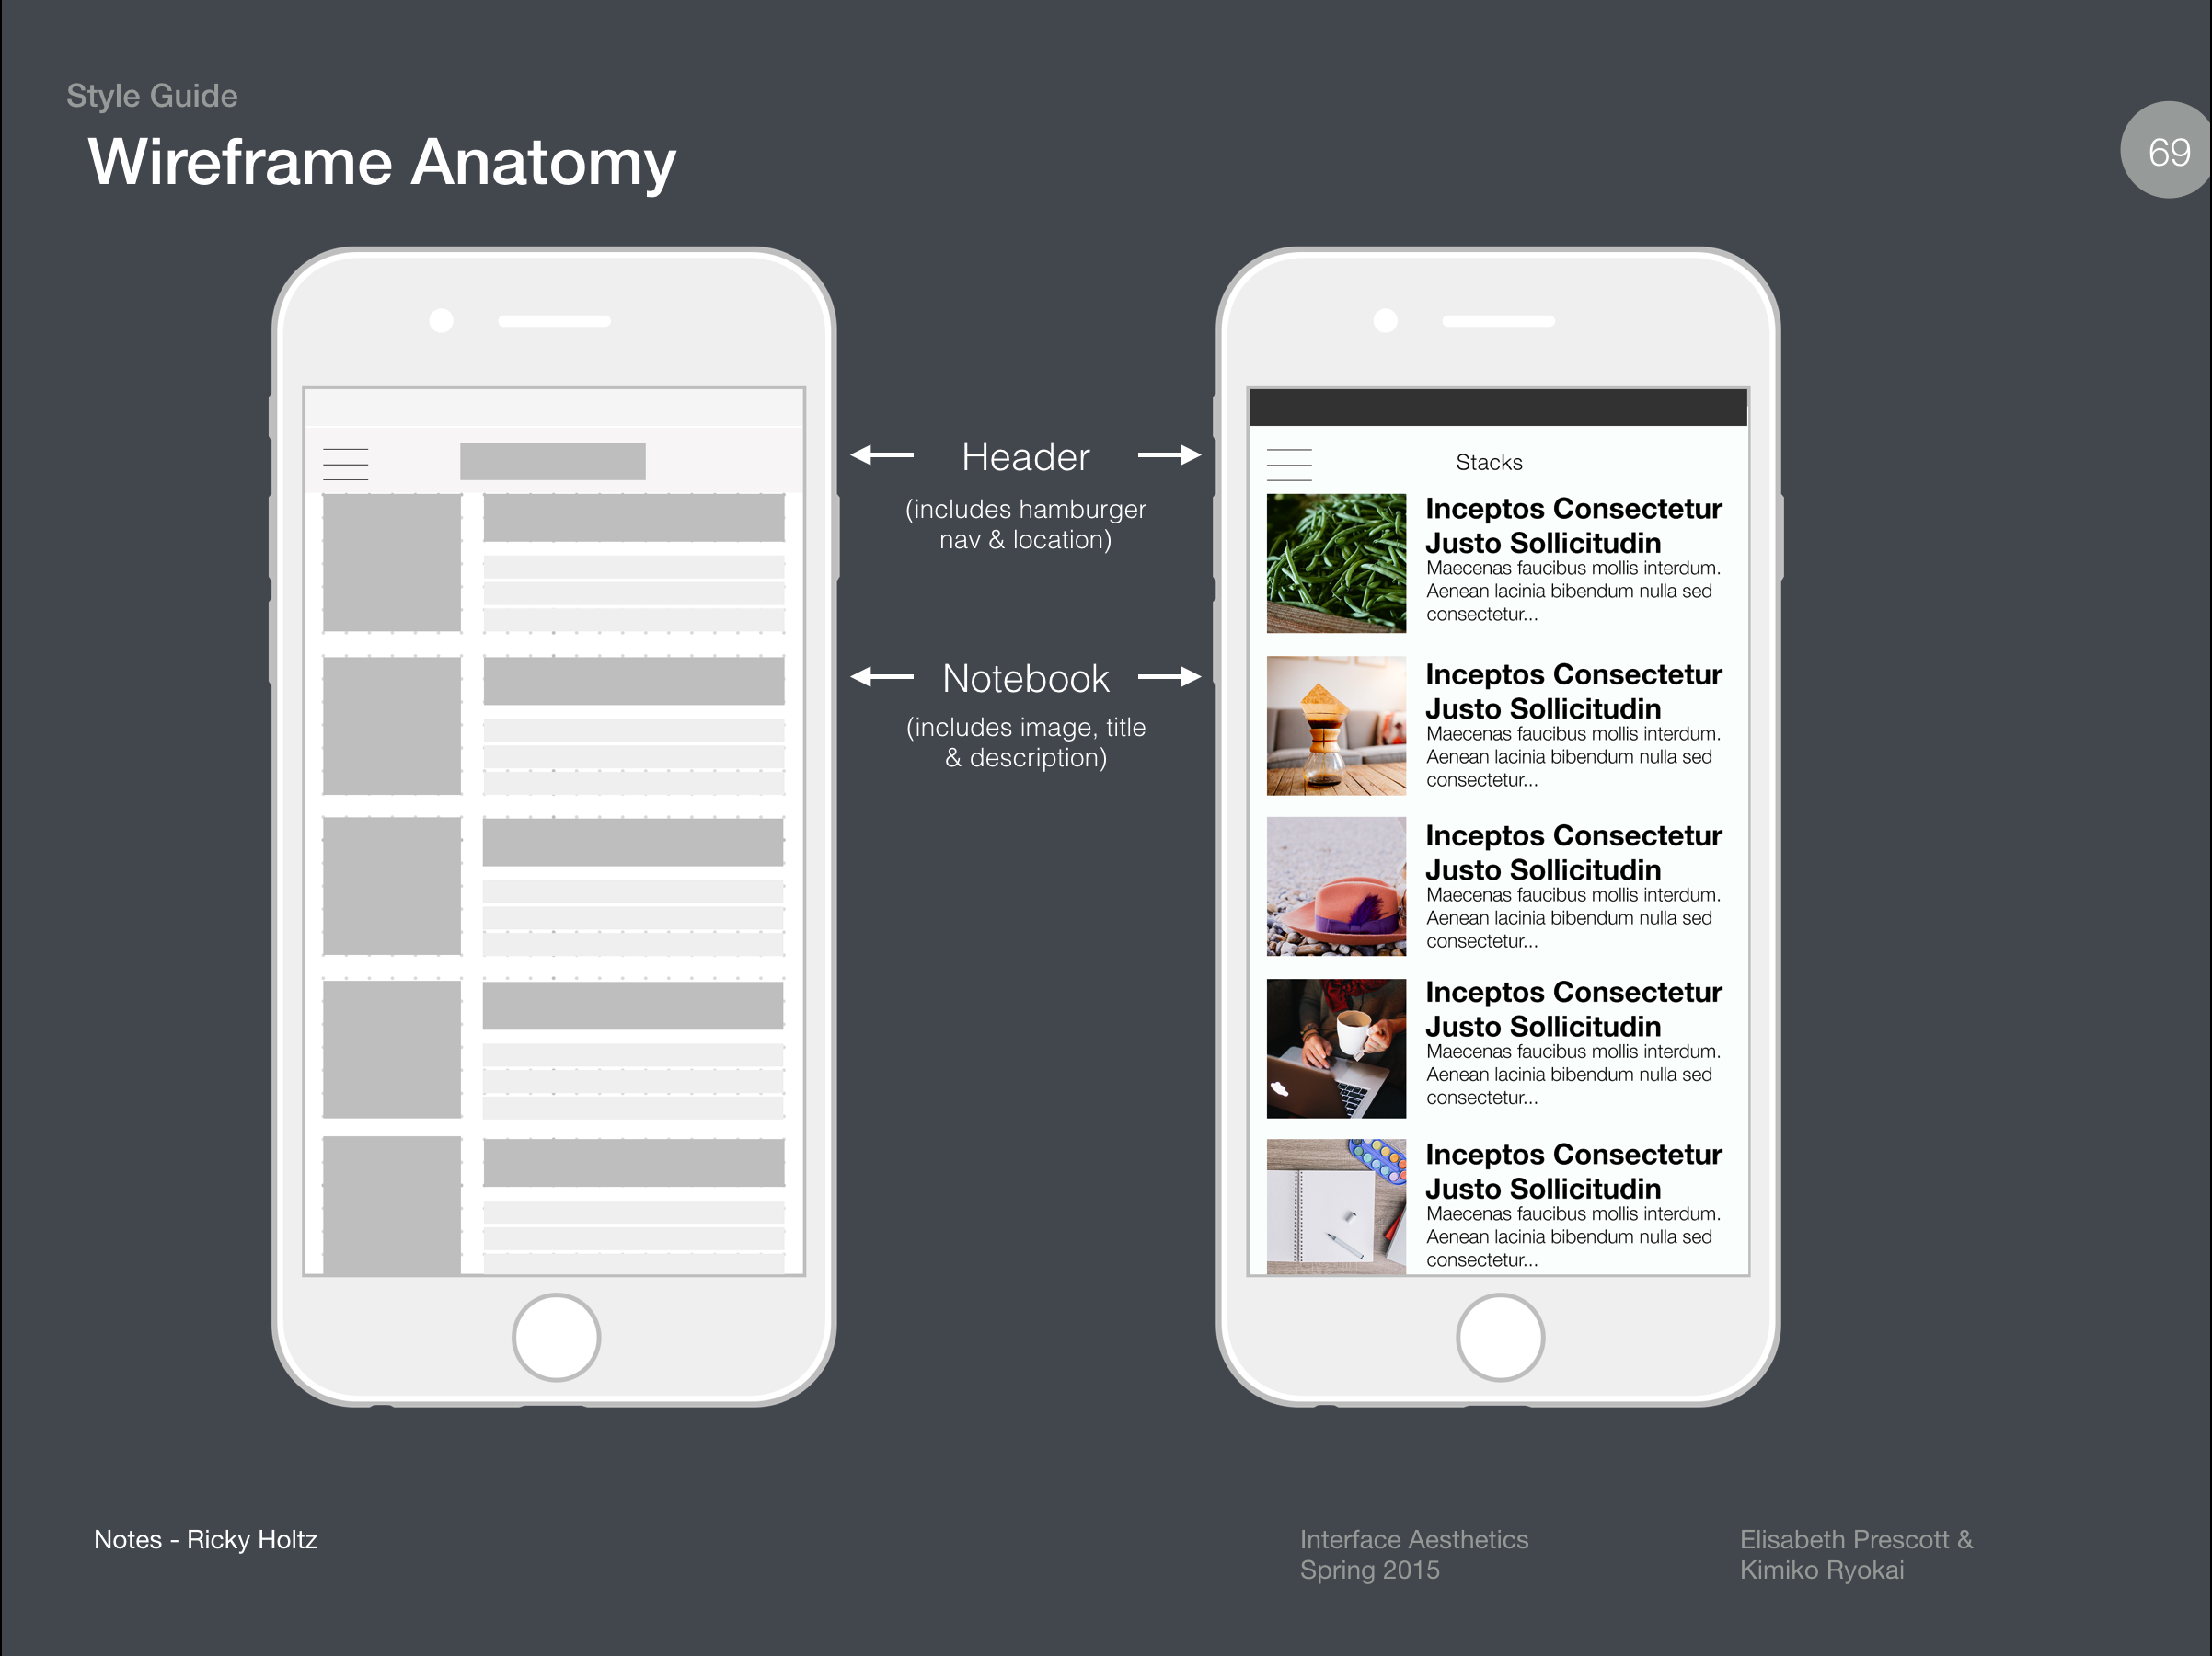 Style Guide
Wireframe Anatomy
69
Header
(includes hamburger
nav & location)
Notebook
(includes image, title
& description)
Stacks
Inceptos Consectetur
Justo Sollicitudin
Maecenas faucibus mollis interdum.
Aenean lacinia bibendum nulla sed
consectetur...
Inceptos Consectetur
Justo Sollicitudin
Maecenas faucibus mollis interdum.
Aenean lacinia bibendum nulla sed
consectetur...
Inceptos Consectetur
Justo Sollicitudin
Maecenas faucibus mollis interdum.
Aenean lacinia bibendum nulla sed
consectetur...
Inceptos Consectetur
Justo Sollicitudin
Maecenas faucibus mollis interdum.
Aenean lacinia bibendum nulla sed
consectetur...
Inceptos Consectetur
Justo Sollicitudin
Maecenas faucibus mollis interdum.
Aenean lacinia bibendum nulla sed
consectetur...
Notes - Ricky Holtz
Interface Aesthetics
Spring 2015
Elisabeth Prescott &
Kimiko Ryokai